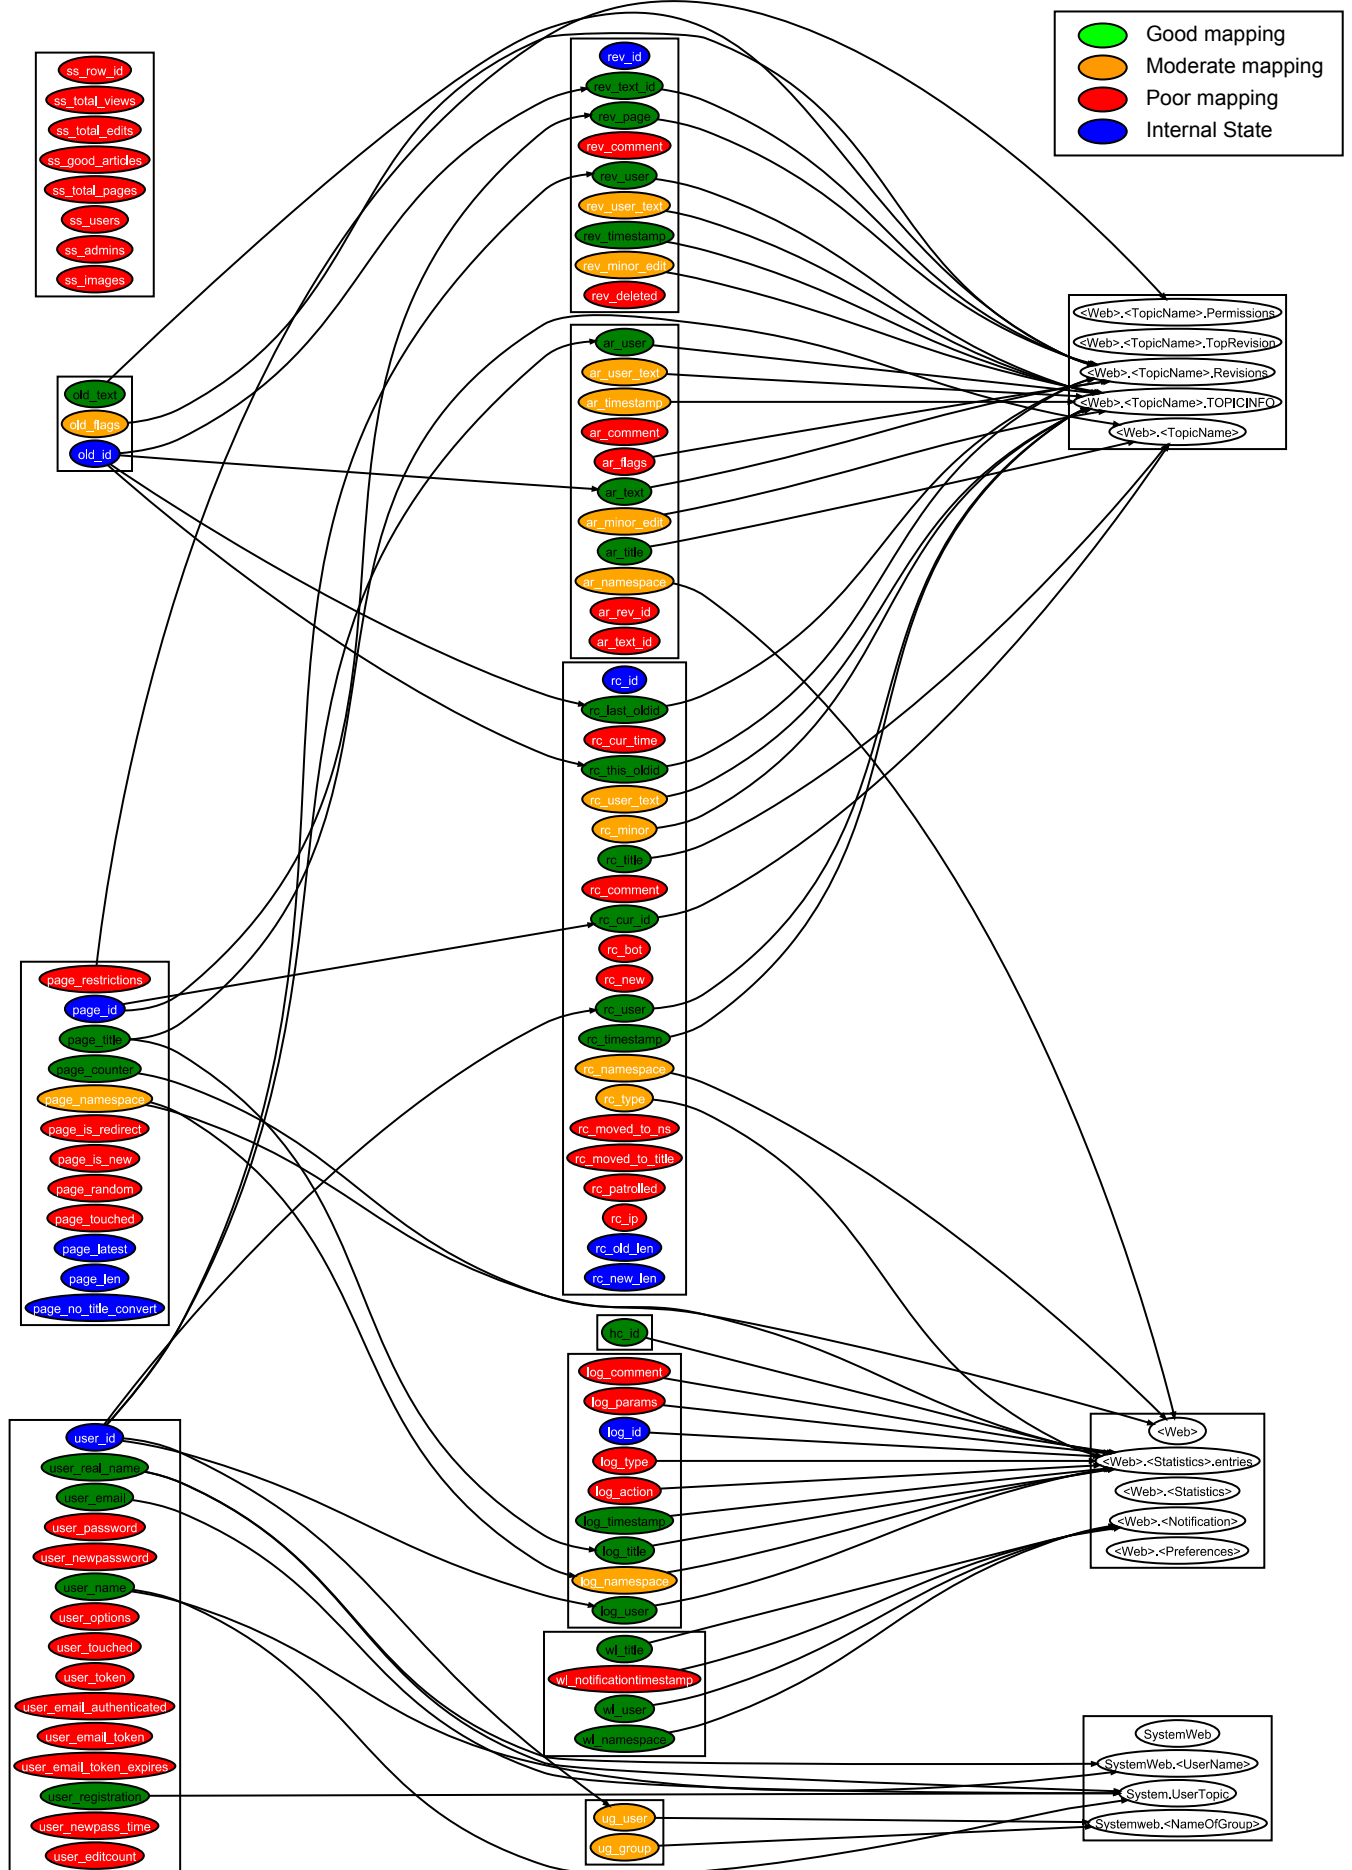 Good mapping
Moderate mapping
Poor mapping
Internal State
ss_row_id
ss_total_views
ss_total_edits
ss_good_articles
ss_total_pages
ss_users
ss_admins
ss_images
old_text
old_flags
old_id
page_restrictions
page_id
page_title
page_counter
page_namespace
page_is_redirect
page_is_new
page_random
page_touched
page_latest
page_len
page_no_title_convert
user_id
user_real_name
user_email
user_password
user_newpassword
user_name
user_options
user_touched
user_token
user_email_authenticated
user_email_token
user_email_token_expires
user_registration
user_newpass_time
user_editcount
rev_id
rev_text_id
rev_page
rev_comment
rev_user
rev_user_text
rev_timestamp
rev_minor_edit
rev_deleted
ar_user
ar_user_text
ar_timestamp
ar_comment
ar_flags
ar_text
ar_minor_edit
ar_title
ar_namespace
ar_rev_id
ar_text_id
rc_id
rc_last_oldid
rc_cur_time
rc_this_oldid
rc_user_text
rc_minor
rc_title
rc_comment
rc_cur_id
rc_bot
rc_new
rc_user
rc_timestamp
rc_namespace
rc_type
rc_moved_to_ns
rc_moved_to_title
rc_patrolled
rc_ip
rc_old_len
rc_new_len
hc_id
log_comment
log_params
log_id
log_type
log_action
log_timestamp
log_title
log_namespace
log_user
wl_title
wl_notificationtimestamp
wl_user
wl_namespace
ug_user
ug_group
<Web>.<TopicName>.Permissions
<Web>.<TopicName>.TopRevision
<Web>.<TopicName>.Revisions
<Web>.<TopicName>.TOPICINFO
<Web>.<TopicName>
<Web>
<Web>.<Statistics>.entries
<Web>.<Statistics>
<Web>.<Notification>
<Web>.<Preferences>
SystemWeb
SystemWeb.<UserName>
System.UserTopic
Systemweb.<NameOfGroup>